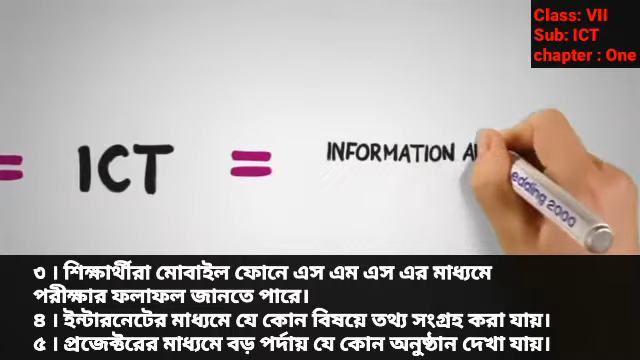 Class: VII
Sub: ICT
chapter : One
= ICT = INFORMATION A
edding 2000
৩ । শিক্ষার্থীরা মোবাইল ফোনে এস এম এস এর মাধ্যমে
পরীক্ষার ফলাফল জানতে পারে।
৪ । ইন্টারনেটের মাধ্যমে যে কোন বিষয়ে তথ্য সংগ্রহ করা যায়।
৫ । প্রজেক্টরের মাধ্যমে বড় পর্দায় যে কোন অনুষ্ঠান দেখা যায়।